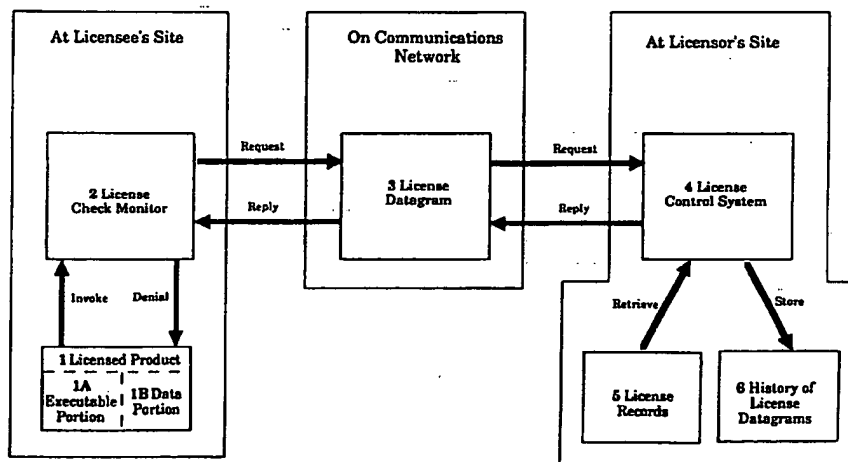 At Licensee's Site
On Communications
Network
At Licensor's Site
Request
Request
2 License
Check Monitor
3 License
Datagram
4 License
Control System
Reply
Reply
Invoke
Denial
Retrieve
Store
1 Licensed Product
1A
Executable
Portion
1B Data
Portion
5 License
Records
6 History of
License
Datagrams